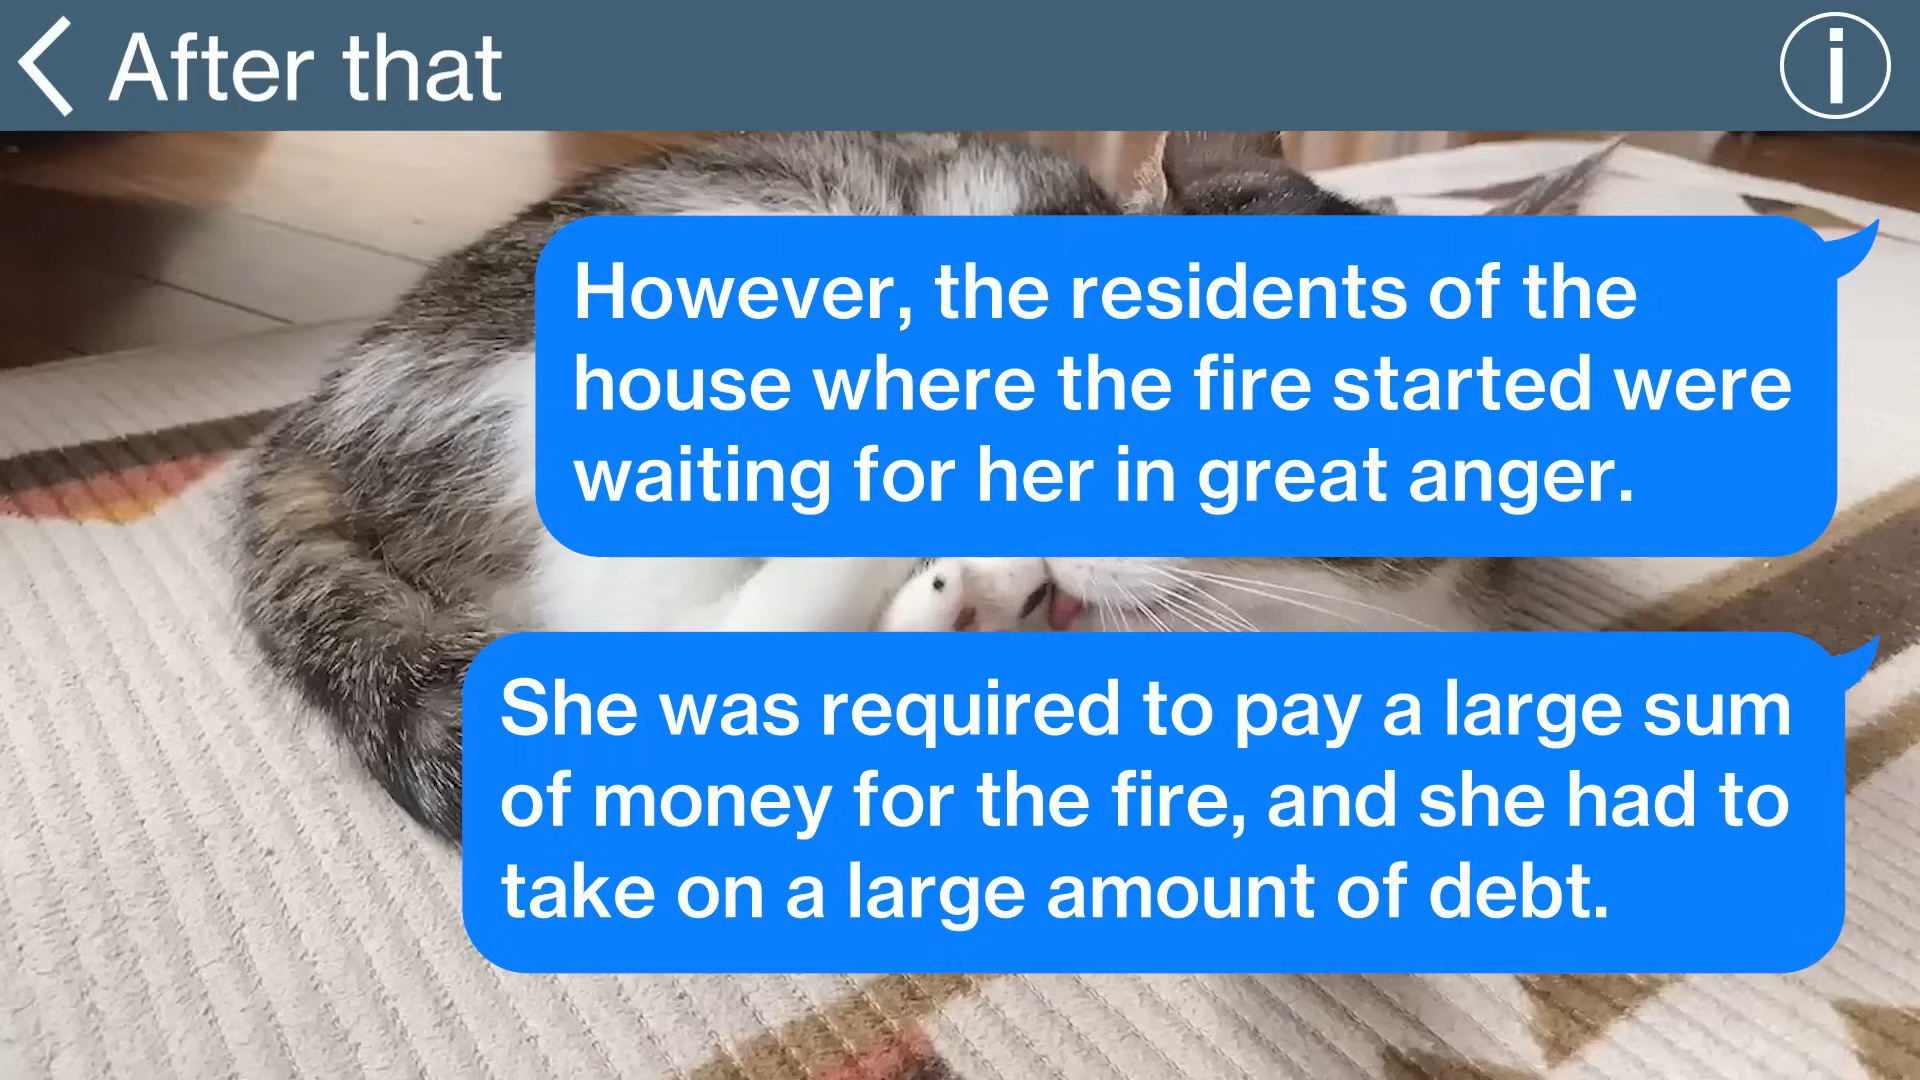 After that
However, the residents of the
house where the fire started were
waiting for her in great anger.
She was required to pay a large sum
of money for the fire, and she had to
take on a large amount of debt.